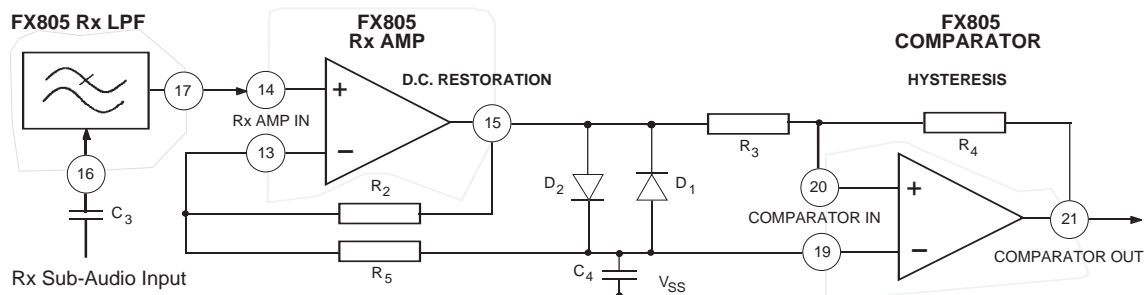 FX805 Rx LPF
FX805
Rx AMP
FX805
COMPARATOR
D.C. RESTORATION
HYSTERESIS
17
14
+
Rx AMP IN
15
13
−
16
R2
R3
R4
D2
D1
20
+
C3
COMPARATOR IN
21
19
−
COMPARATOR OUT
R5
C4
VSS
Rx Sub-Audio Input